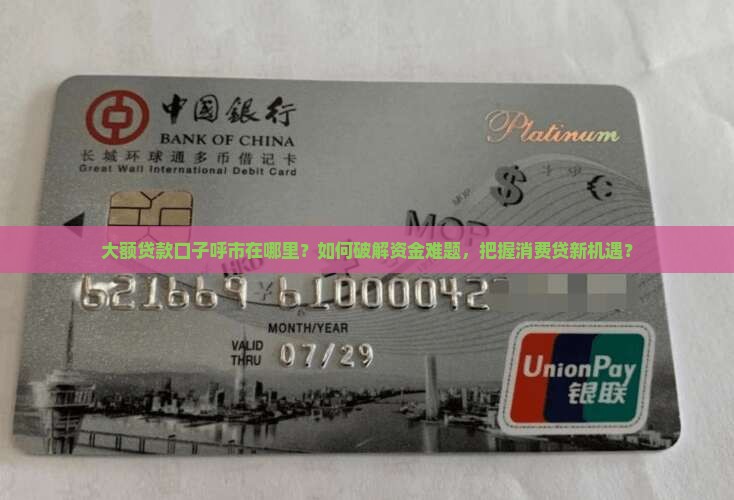 中国銀行
BANK OF CHINA
长城环球通多币借记卡
Great Wall International Debit Card
Platinum
MOP
$
€
MOP
大额贷款口子呼市在哪里？如何破解资金难题，把握消费贷新机遇？
621669 61000042
MONTH/YEAR
VALID THRU 07/29
UnionPay
银联